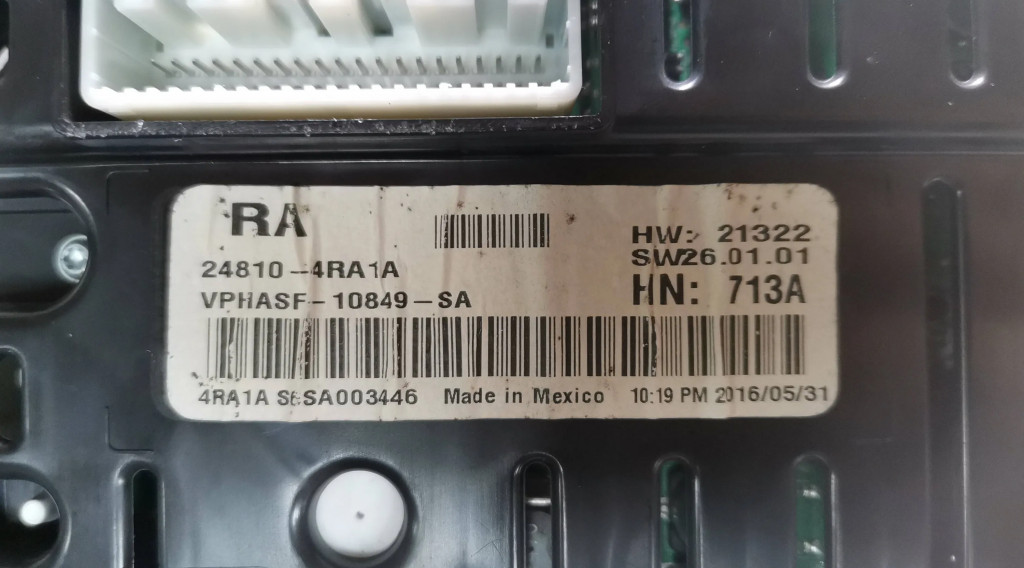 RA
HW: 21322
SW26.01.01
24810-4RA1A
VPHASF-10849-SA
HN: 713A
4RA1A S6SA003446 Made in Mexico 10:19 PM 2016/05/31